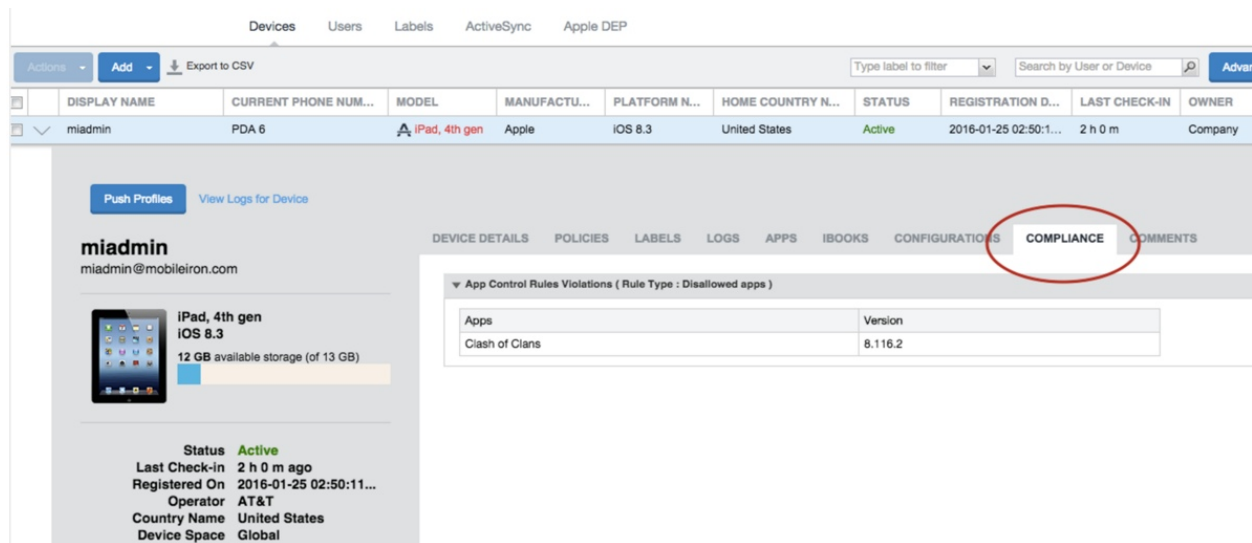 Devices Users Labels ActiveSync Apple DEP
Actions Add Export to CSV Type label to filter Search by User or Device Advan
DISPLAY NAME CURRENT PHONE NUM... MODEL MANUFACTU... PLATFORM N... HOME COUNTRY N... STATUS REGISTRATION D... LAST CHECK-IN OWNER
miadmin PDA 6 iPad, 4th gen Apple iOS 8.3 United States Active 2016-01-25 02:50:1... 2 h 0 m Company
Push Profiles View Logs for Device
DEVICE DETAILS POLICIES LABELS LOGS APPS IBOOKS CONFIGURATIONS COMPLIANCE COMMENTS
miadmin
miadmin@mobileiron.com
App Control Rules Violations ( Rule Type : Disallowed apps )
Apps Version
Clash of Clans 8.116.2
iPad, 4th gen
iOS 8.3
12 GB available storage (of 13 GB)
Status Active
Last Check-in 2 h 0 m ago
Registered On 2016-01-25 02:50:11...
Operator AT&T
Country Name United States
Device Space Global